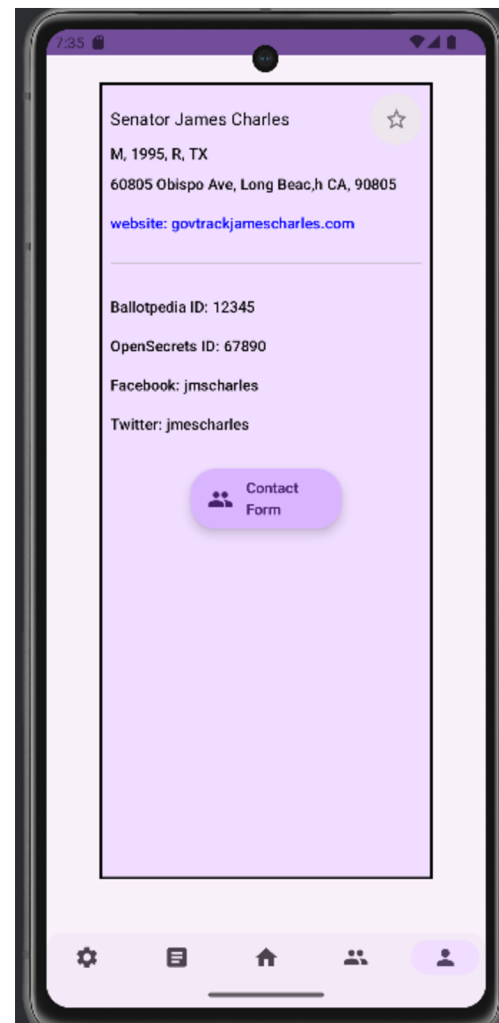 7:35
Senator James Charles
M, 1995, R, TX
60805 Obispo Ave, Long Beac,h CA, 90805
website: govtrackjamescharles.com
Ballotpedia ID: 12345
OpenSecrets ID: 67890
Facebook: jmscharles
Twitter: jmescharles
Contact
Form